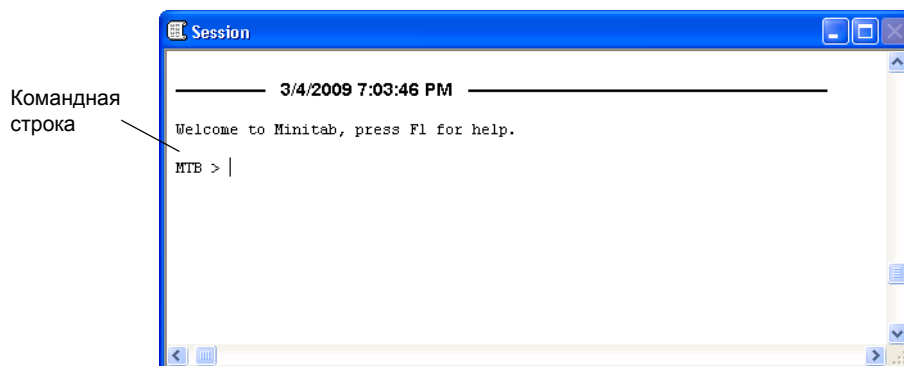 Session
3/4/2009 7:03:46 PM
Командная
строка
Welcome to Minitab, press F1 for help.
MTB >